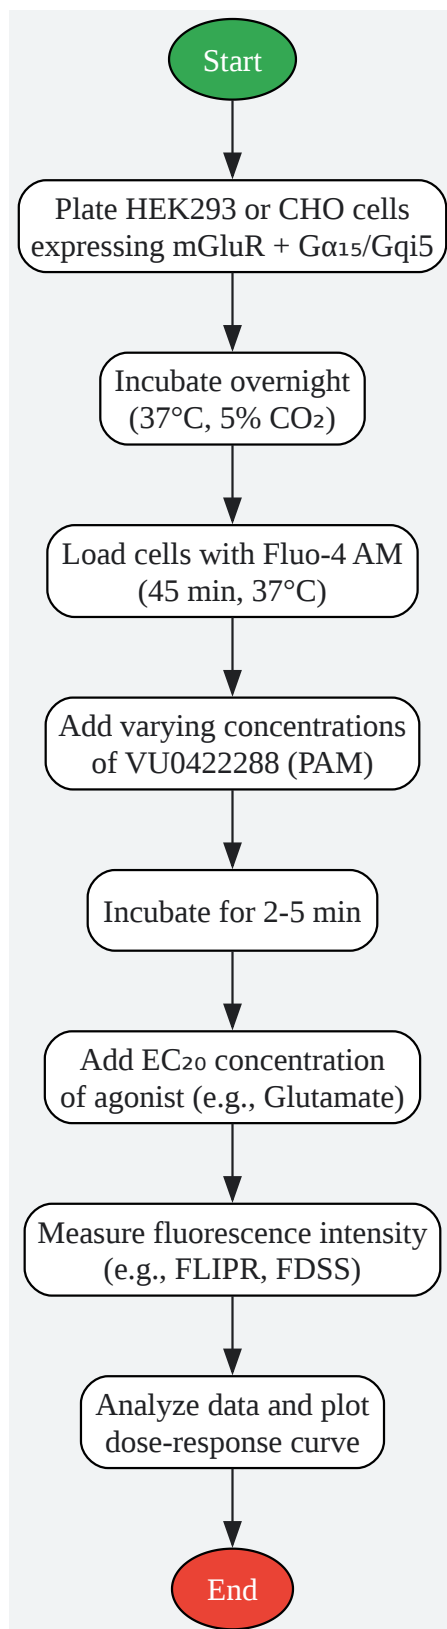 Start
Plate HEK293 or CHO cells
expressing mGluR + Gα₁₅/Gqi5
Incubate overnight
(37°C, 5% CO₂)
Load cells with Fluo-4 AM
(45 min, 37°C)
Add varying concentrations
of VU0422288 (PAM)
Incubate for 2-5 min
Add EC₂₀ concentration
of agonist (e.g., Glutamate)
Measure fluorescence intensity
(e.g., FLIPR, FDSS)
Analyze data and plot
dose-response curve
End